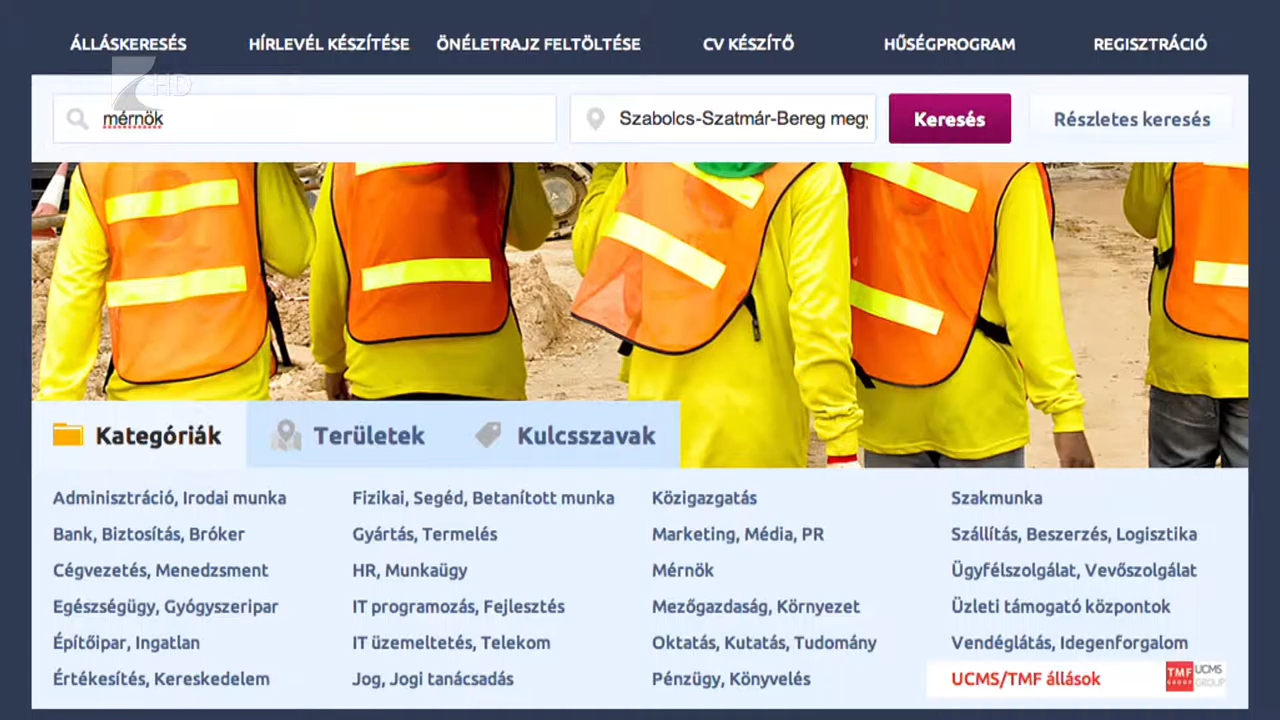 ÁLLÁSKERESÉS HÍRLEVÉL KÉSZÍTÉSE ÖNÉLETRAJZ FELTÖLTÉSE CV KÉSZÍTŐ HŰSÉGPROGRAM REGISZTRÁCIÓ
HD
mérnök Szabolcs-Szatmár-Bereg megy Keresés Részletes keresés
Kategóriák Területek Kulcsszavak
Adminisztráció, Irodai munka Fizikai, Segéd, Betanított munka Közigazgatás Szakmunka
Bank, Biztosítás, Bróker Gyártás, Termelés Marketing, Média, PR Szállítás, Beszerzés, Logisztika
Cégvezetés, Menedzsment HR, Munkaügy Mérnök Ügyfélszolgálat, Vevőszolgálat
Egészségügy, Gyógyszeripar IT programozás, Fejlesztés Mezőgazdaság, Környezet Üzleti támogató központok
Építőipar, Ingatlan IT üzemeltetés, Telekom Oktatás, Kutatás, Tudomány Vendéglátás, Idegenforgalom
Értékesítés, Kereskedelem Jog, Jogi tanácsadás Pénzügy, Könyvelés UCMS/TMF állások TMF GROUP UCMS GROUP